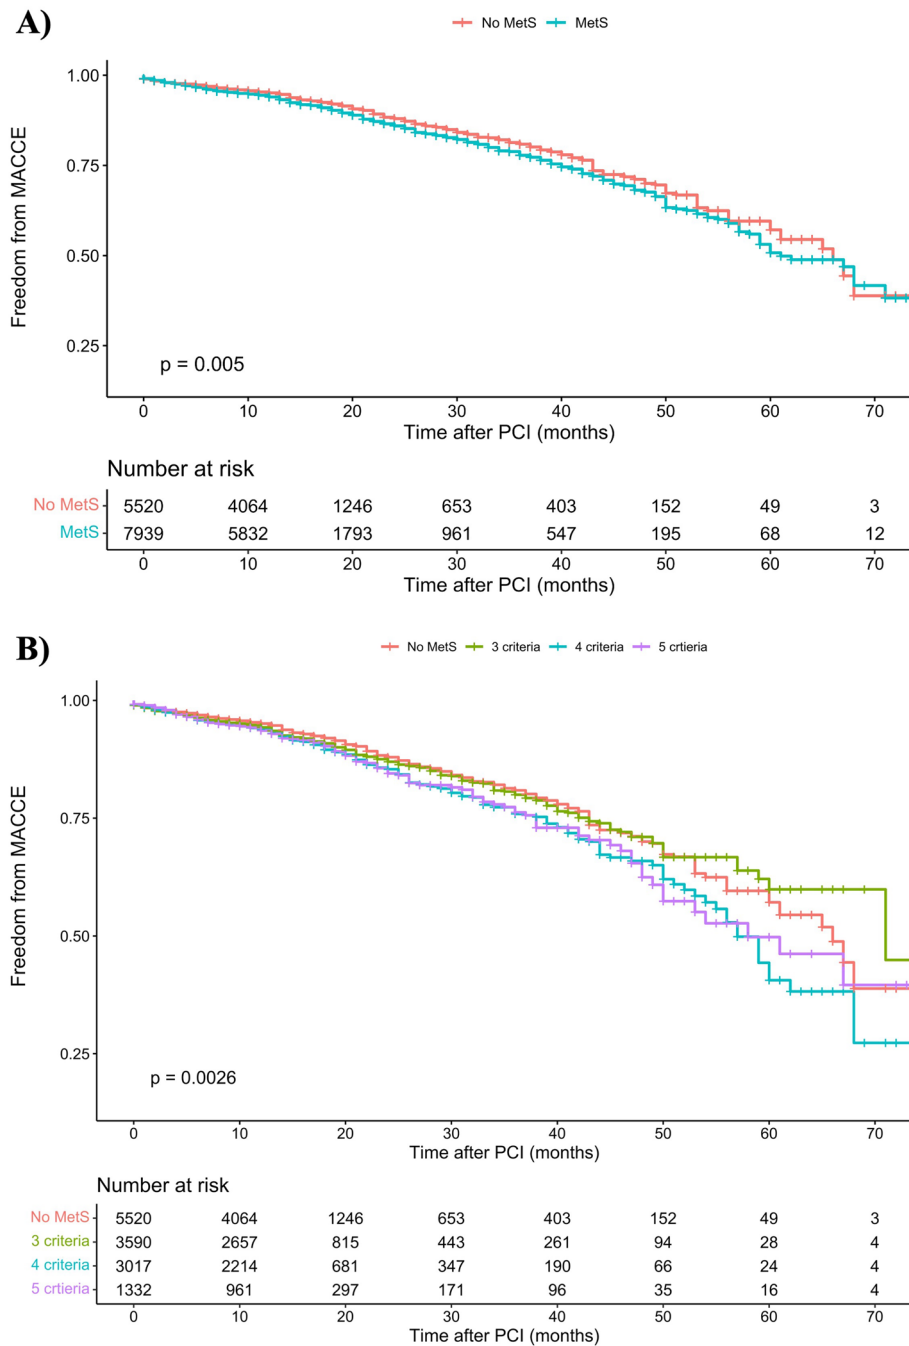 A)
No MetS MetS
Freedom from MACCE
1.00
0.75
0.50
0.25
p = 0.005
0 10 20 30 40 50 60 70
Time after PCI (months)
Number at risk
No MetS 5520 4064 1246 653 403 152 49 3
MetS 7939 5832 1793 961 547 195 68 12
0 10 20 30 40 50 60 70
Time after PCI (months)
B)
No MetS 3 criteria 4 criteria 5 crtieria
Freedom from MACCE
1.00
0.75
0.50
0.25
p = 0.0026
0 10 20 30 40 50 60 70
Time after PCI (months)
Number at risk
No MetS 5520 4064 1246 653 403 152 49 3
3 criteria 3590 2657 815 443 261 94 28 4
4 criteria 3017 2214 681 347 190 66 24 4
5 crtieria 1332 961 297 171 96 35 16 4
0 10 20 30 40 50 60 70
Time after PCI (months)